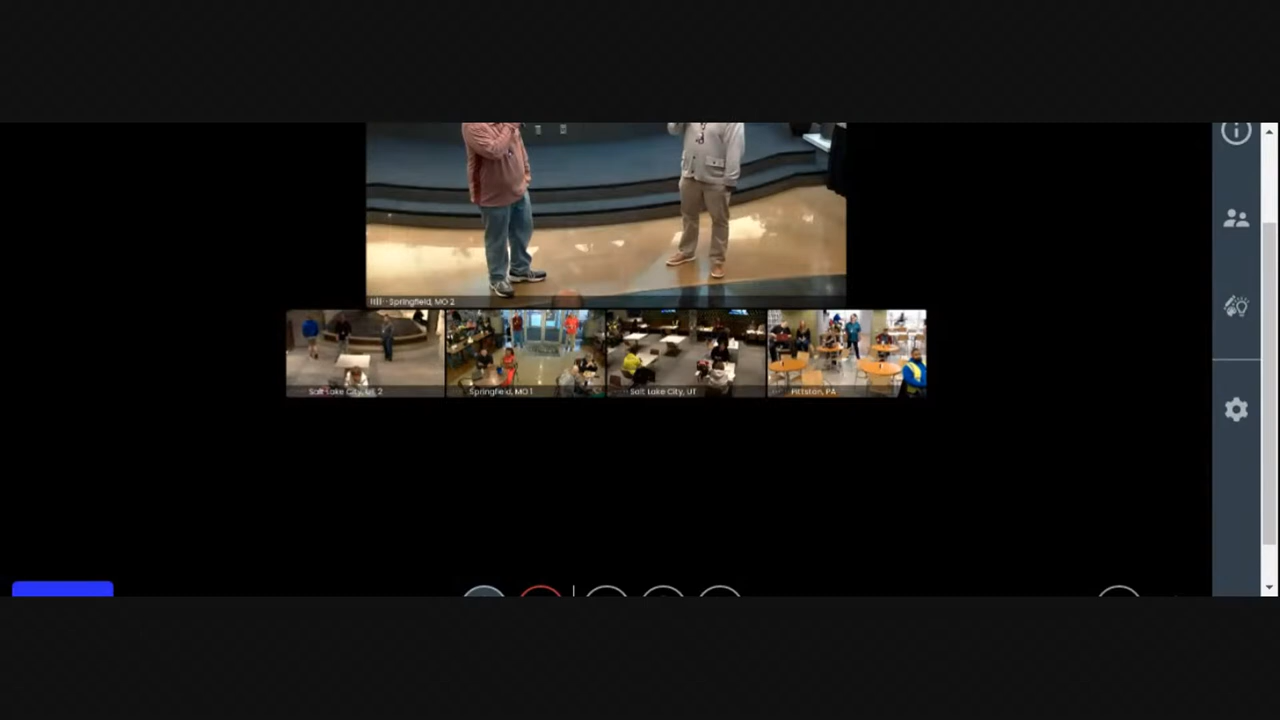 Springfield, MO 2
Salt Lake City, UT 2
Springfield, MO 1
Salt Lake City, UT
Pittston, PA